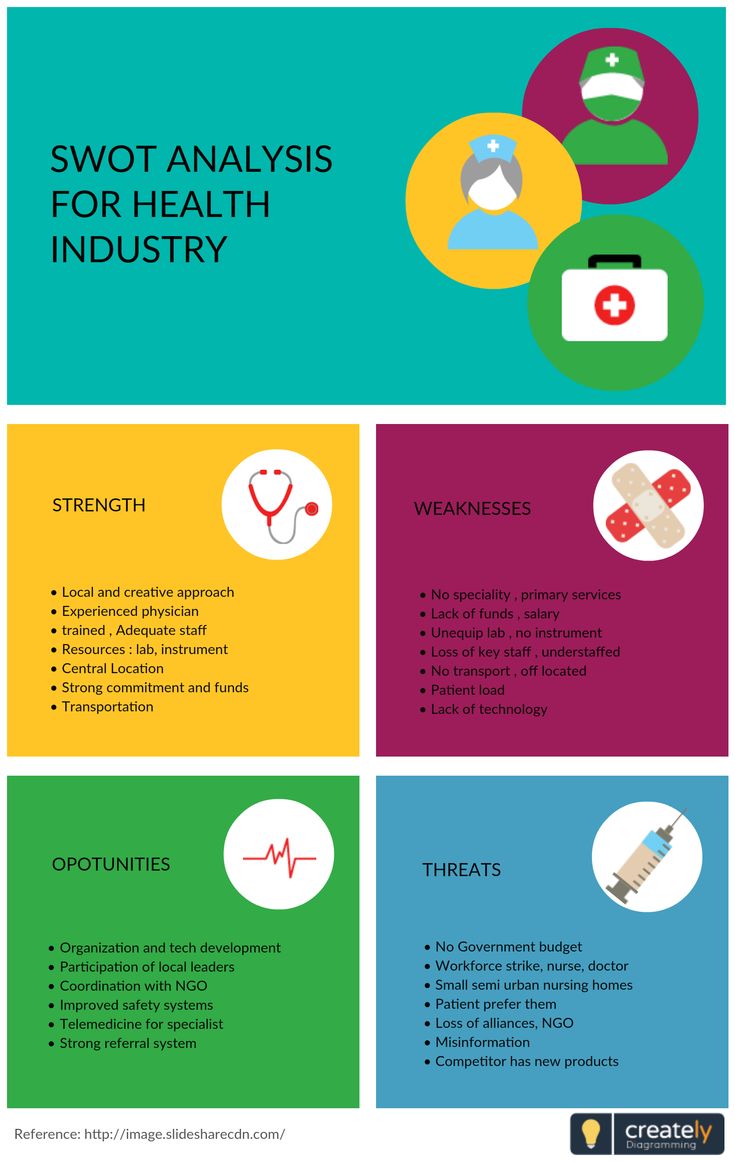 SWOT ANALYSIS
FOR HEALTH
INDUSTRY
STRENGTH
• Local and creative approach
• Experienced physician
• trained , Adequate staff
• Resources : lab, instrument
• Central Location
• Strong commitment and funds
• Transportation
WEAKNESSES
• No speciality , primary services
• Lack of funds , salary
• Unequip lab , no instrument
• Loss of key staff , understaffed
• No transport , off located
• Patient load
• Lack of technology
OPOTUNITIES
• Organization and tech development
• Participation of local leaders
• Coordination with NGO
• Improved safety systems
• Telemedicine for specialist
• Strong referral system
THREATS
• No Government budget
• Workforce strike, nurse, doctor
• Small semi urban nursing homes
• Patient prefer them
• Loss of alliances, NGO
• Misinformation
• Competitor has new products
Reference: http://image.slidesharecdn.com/
creately
Diagramming